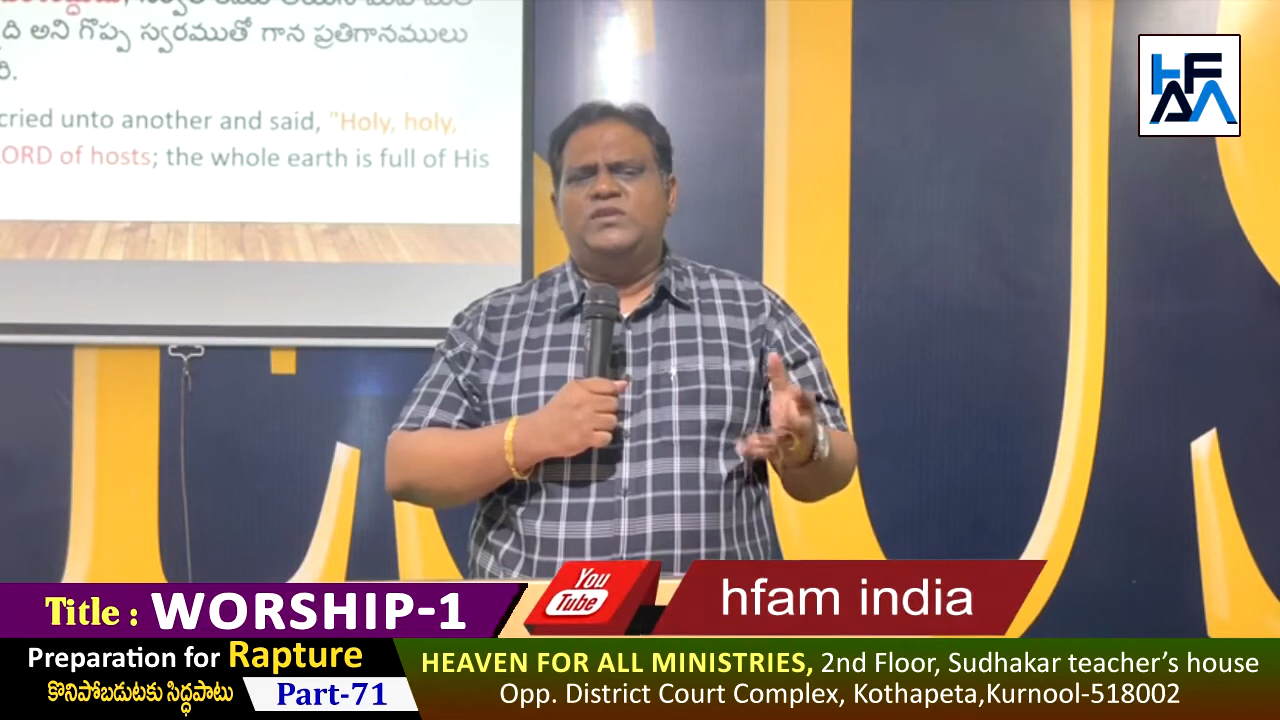 ది అని గొప్ప స్వరముతో గాన ప్రతిగానములు
రి.
cried unto another and said, "Holy, holy,
LORD of hosts; the whole earth is full of His
HFAM
Title : WORSHIP-1
You Tube
hfam india
Preparation for Rapture
కొనిపోబడుటకు సిద్ధపాటు
Part-71
HEAVEN FOR ALL MINISTRIES, 2nd Floor, Sudhakar teacher's house
Opp. District Court Complex, Kothapeta,Kurnool-518002